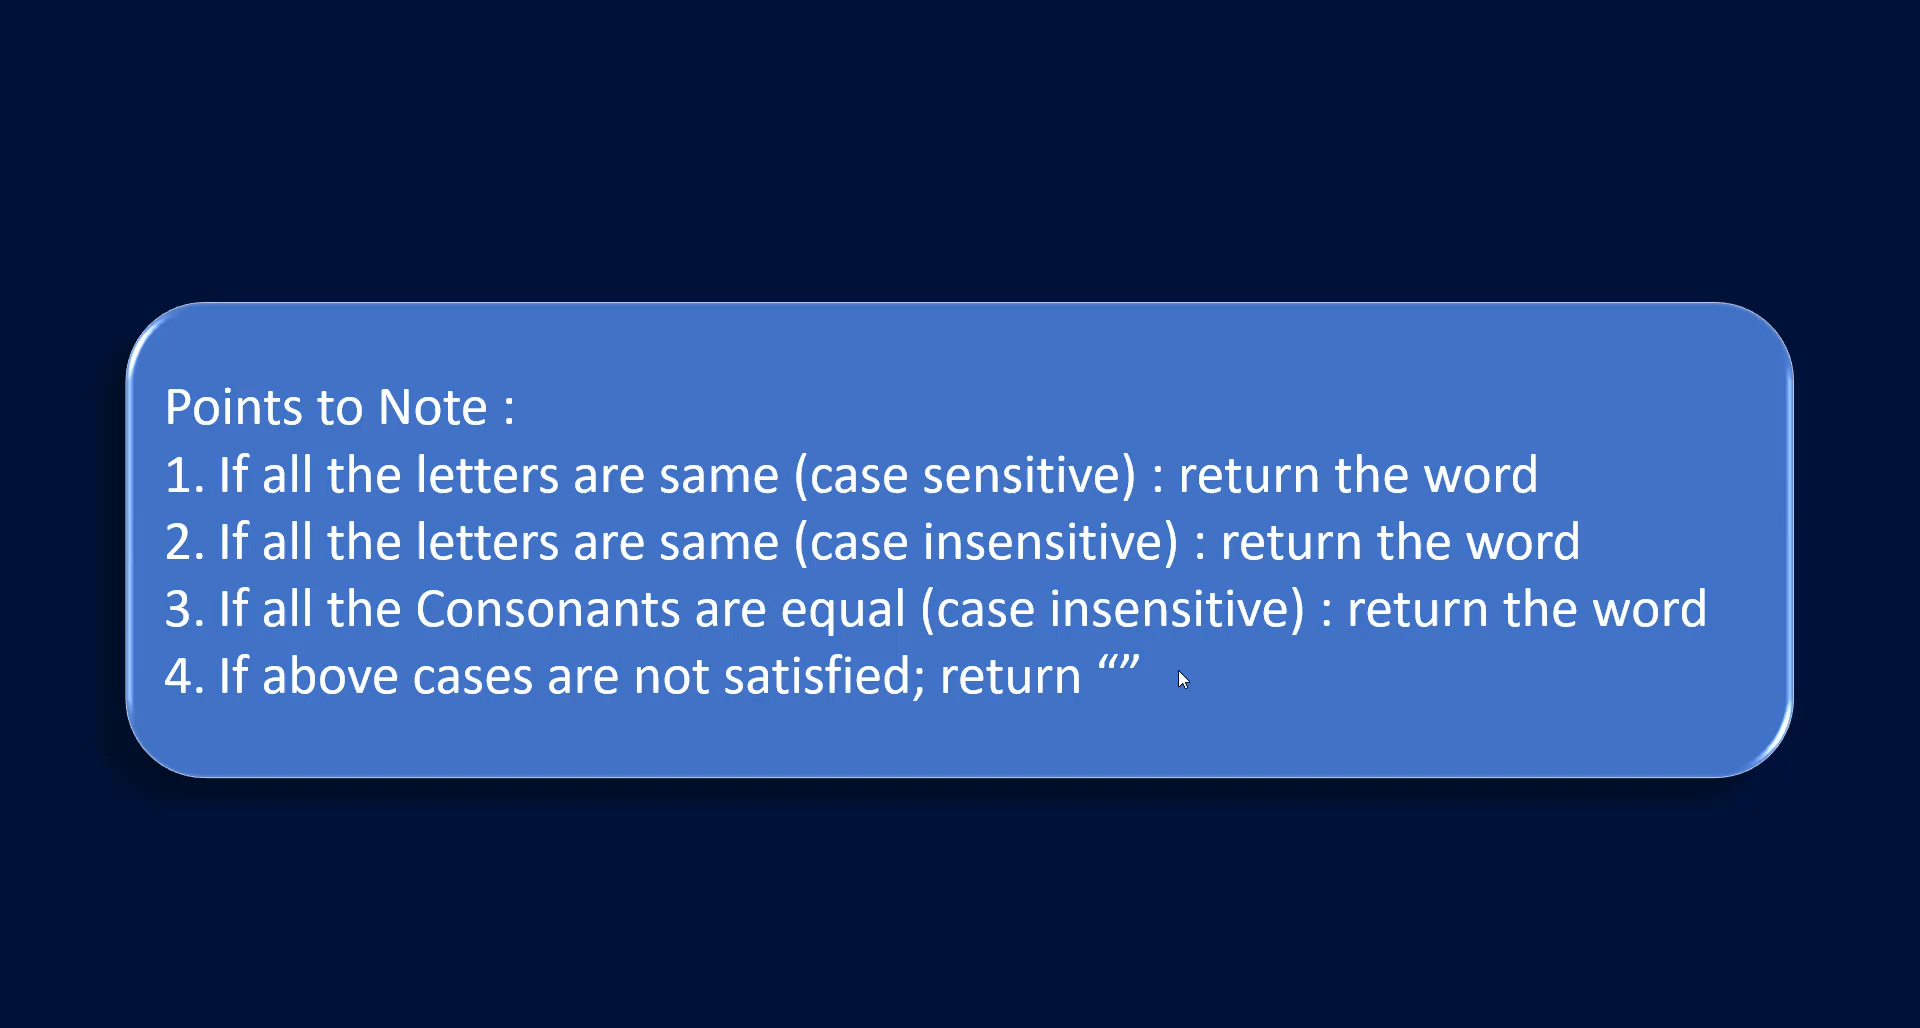 Points to Note :
1. If all the letters are same (case sensitive) : return the word
2. If all the letters are same (case insensitive) : return the word
3. If all the Consonants are equal (case insensitive) : return the word
4. If above cases are not satisfied; return “”